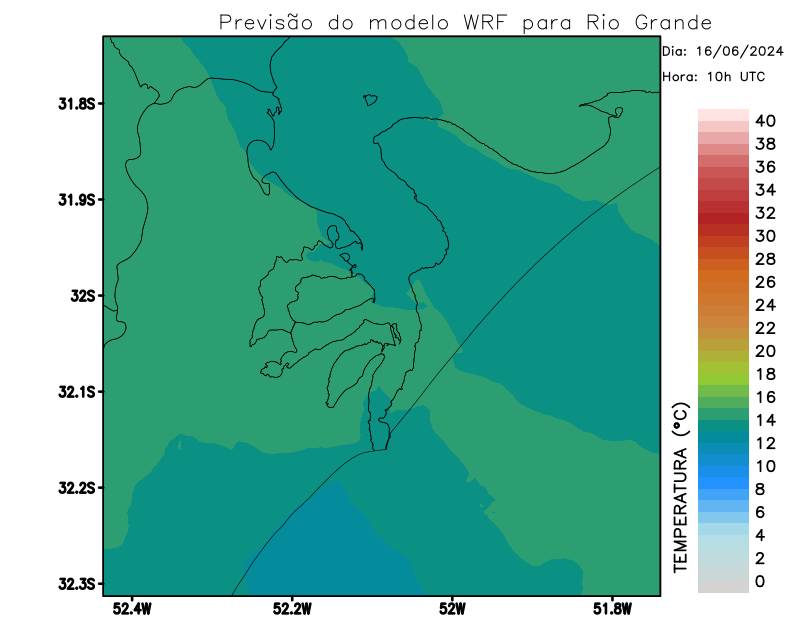 Previsão do modelo WRF para Rio Grande
Dia: 16/06/2024
Hora: 10h UTC
31.8S
31.9S
32S
32.1S
32.2S
32.3S
52.4W
52.2W
52W
51.8W
TEMPERATURA (°C)
40
38
36
34
32
30
28
26
24
22
20
18
16
14
12
10
8
6
4
2
0